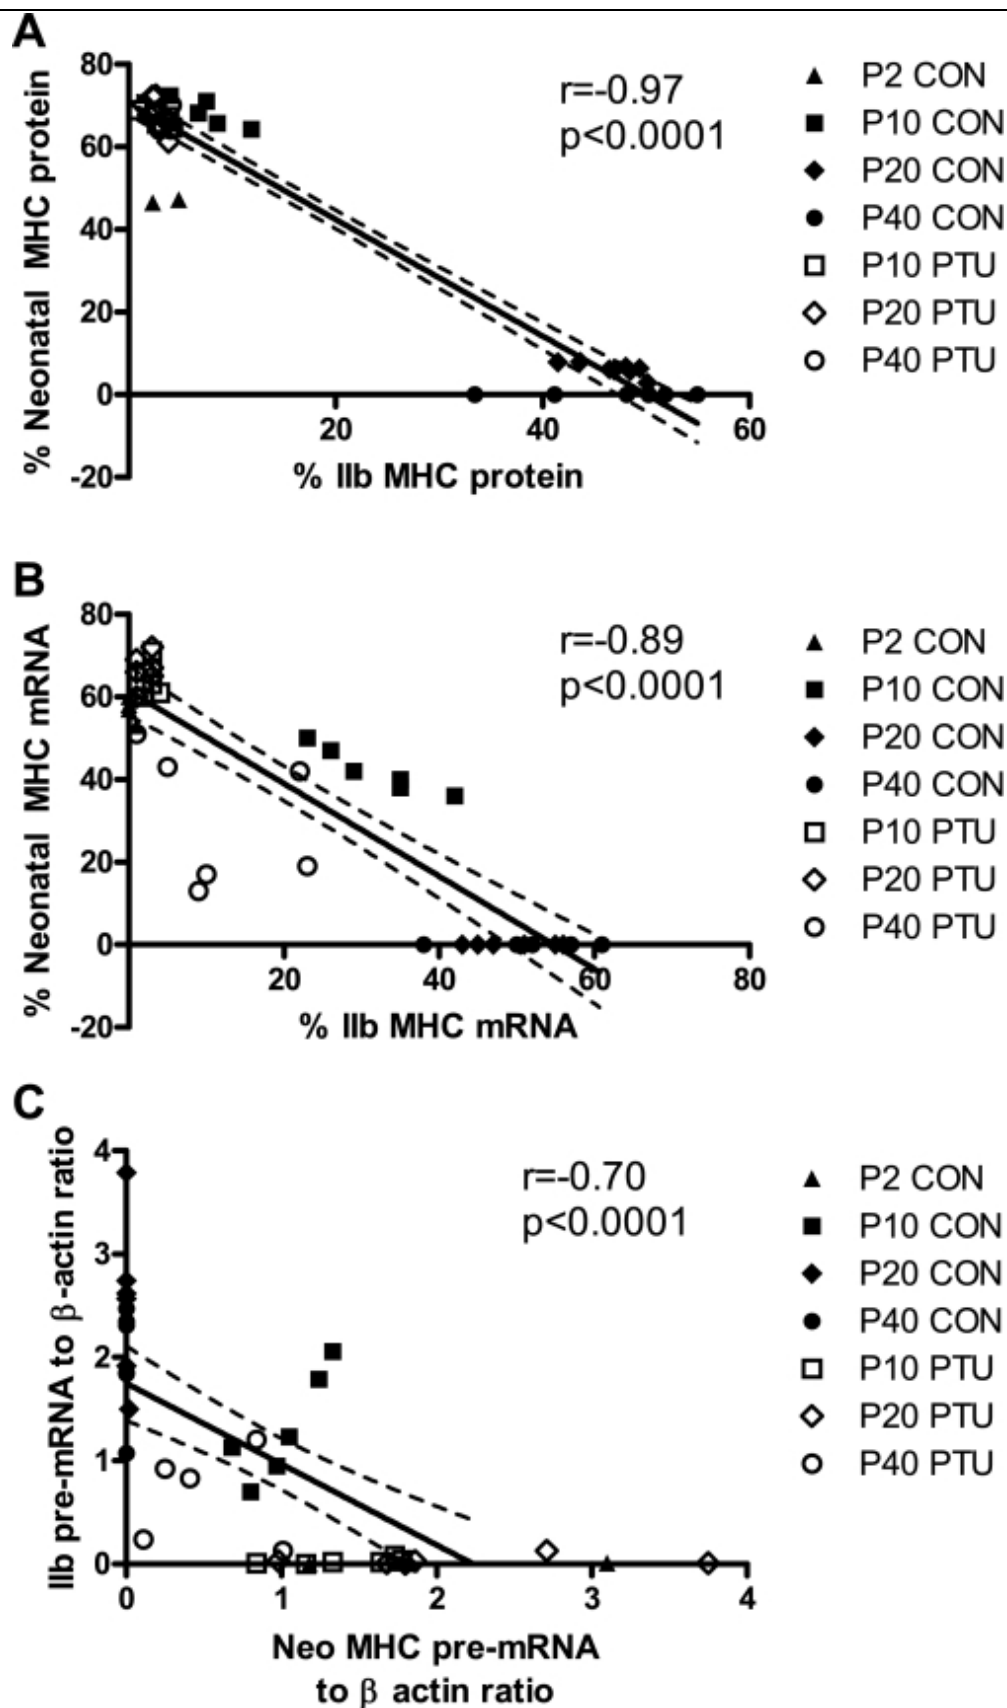 A
% Neonatal MHC protein
80
60
40
20
0
-20
20
40
60
% IIb MHC protein
r=-0.97
p<0.0001
P2 CON
P10 CON
P20 CON
P40 CON
P10 PTU
P20 PTU
P40 PTU
B
% Neonatal MHC mRNA
80
60
40
20
0
-20
20
40
60
80
% IIb MHC mRNA
r=-0.89
p<0.0001
P2 CON
P10 CON
P20 CON
P40 CON
P10 PTU
P20 PTU
P40 PTU
C
IIb pre-mRNA to β-actin ratio
4
3
2
1
0
0
1
2
3
4
Neo MHC pre-mRNA
to β actin ratio
r=-0.70
p<0.0001
P2 CON
P10 CON
P20 CON
P40 CON
P10 PTU
P20 PTU
P40 PTU